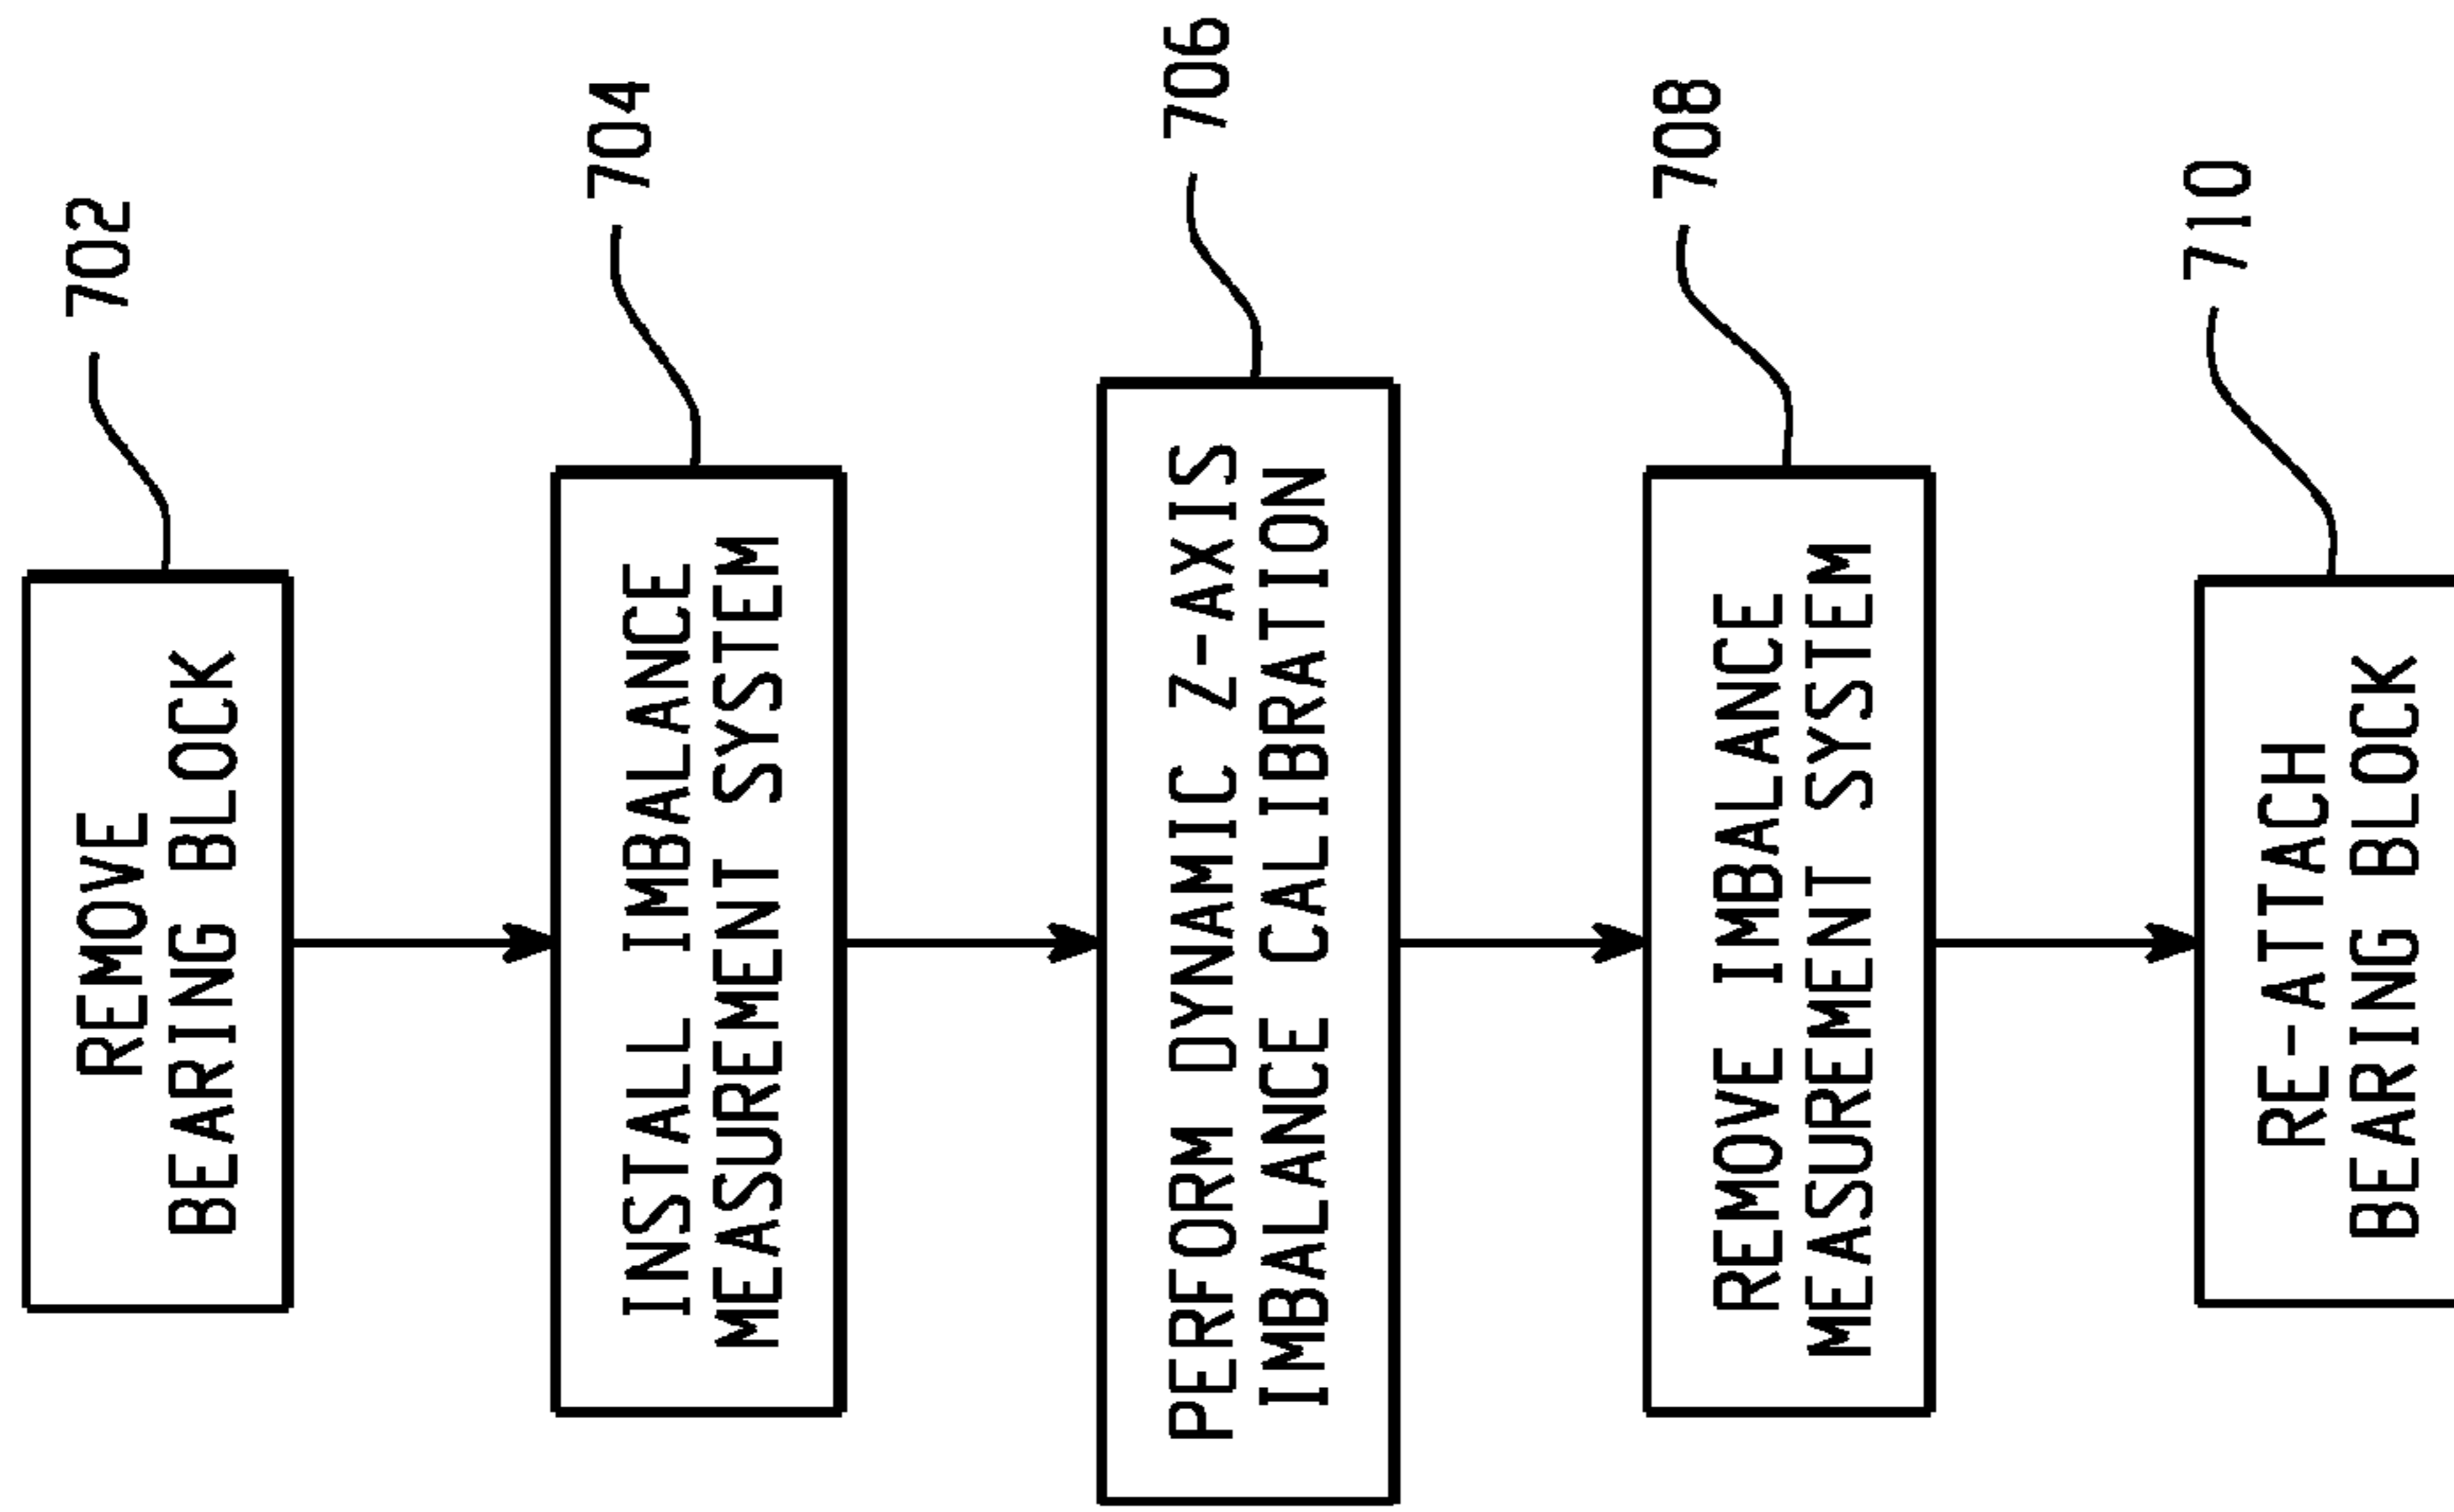 702
REMOVE
BEARING BLOCK
704
INSTALL IMBALANCE
MEASUREMENT SYSTEM
706
PERFORM DYNAMIC Z-AXIS
IMBALANCE CALIBRATION
708
REMOVE IMBALANCE
MEASUREMENT SYSTEM
710
RE-ATTACH
BEARING BLOCK